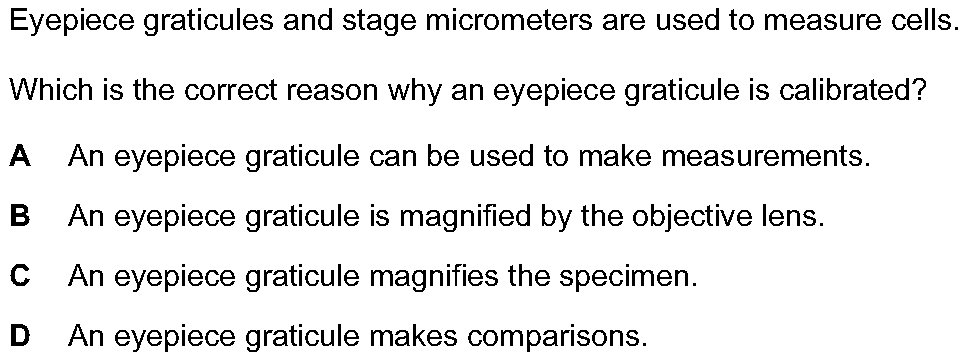 Eyepiece graticules and stage micrometers are used to measure cells.
Which is the correct reason why an eyepiece graticule is calibrated?
A An eyepiece graticule can be used to make measurements.
B An eyepiece graticule is magnified by the objective lens.
C An eyepiece graticule magnifies the specimen.
D An eyepiece graticule makes comparisons.